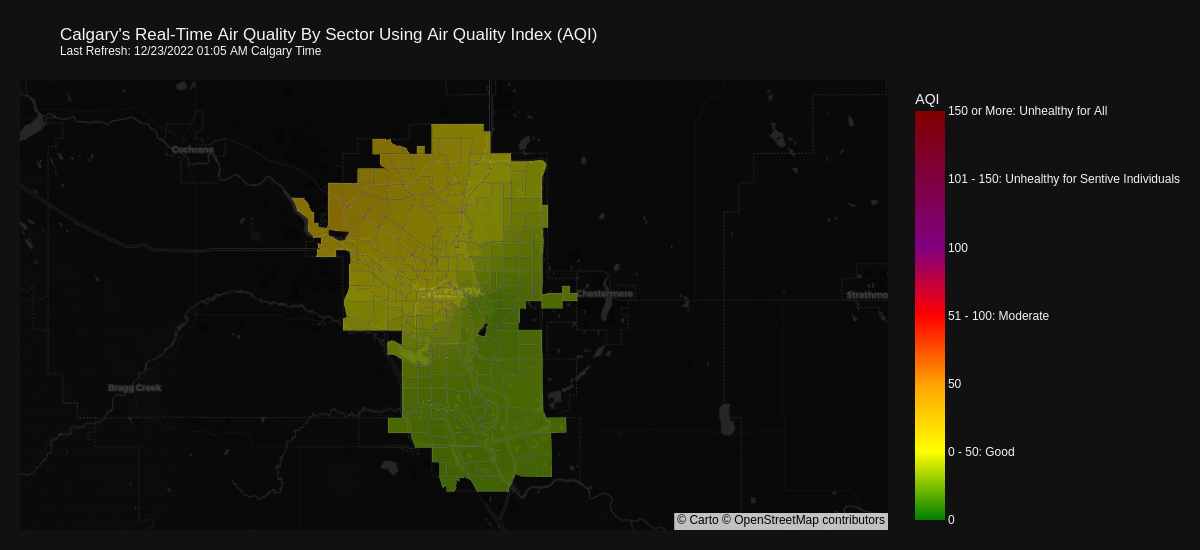 Calgary's Real-Time Air Quality By Sector Using Air Quality Index (AQI)
Last Refresh: 12/23/2022 01:05 AM Calgary Time
AQI
150 or More: Unhealthy for All
101 - 150: Unhealthy for Sentive Individuals
100
51 - 100: Moderate
50
0 - 50: Good
0
Cochrane
Chestermere
Strathmo
Bragg Creek
© Carto © OpenStreetMap contributors